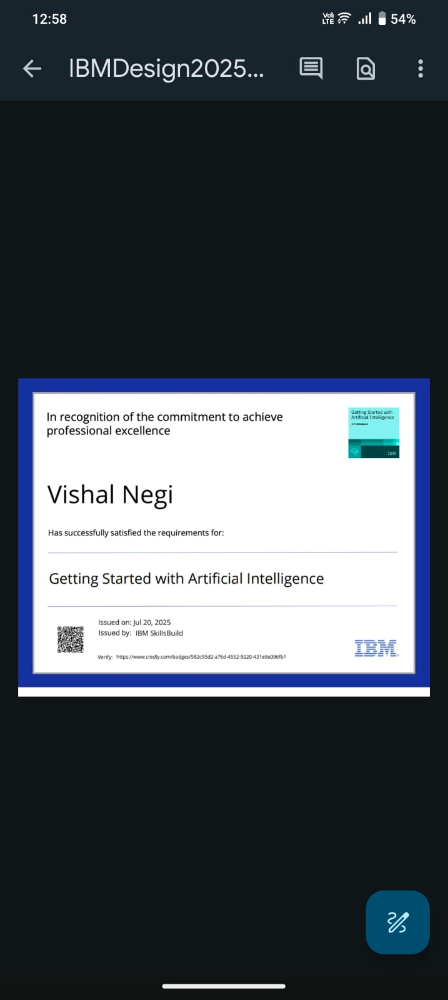 12:58
Vo) LTE 54%
IBMDesign2025...
In recognition of the commitment to achieve
professional excellence
Getting Started with
Artificial Intelligence
IBM SkillsBuild
IBM
Vishal Negi
Has successfully satisfied the requirements for:
Getting Started with Artificial Intelligence
Issued on: Jul 20, 2025
Issued by: IBM SkillsBuild
Verify: https://www.credly.com/badges/582c95d2-a76d-4552-9220-431e9e096fb1
IBM.